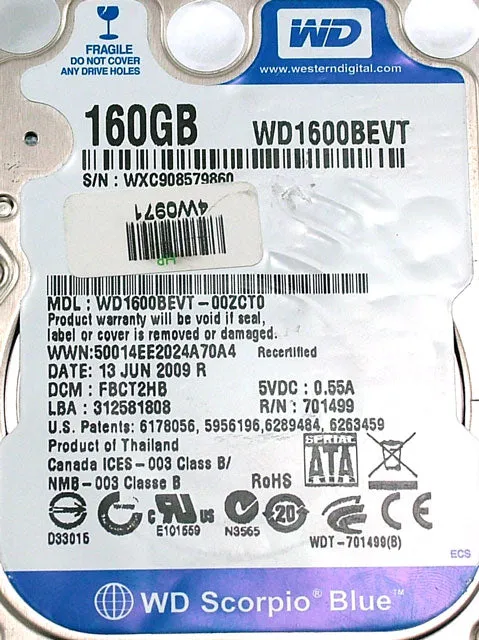 FRAGILE
DO NOT COVER
ANY DRIVE HOLES
WD
www.westerndigital.com
160GB WD1600BEVT
S/N : WXC908579860
4W0971
MDL : WD1600BEVT-00ZCT0
Product warranty will be void if seal,
label or cover is removed or damaged.
WWN:50014EE2024A70A4 Recertified
DATE: 13 JUN 2009 R
DCM : FBCT2HB 5VDC : 0.55A
LBA : 312581808 R/N : 701499
U.S. Patents: 6178056, 5956196,6289484, 6263459
Product of Thailand
Canada ICES-003 Class B/
NMB-003 Classe B RoHS
SERIAL
ATA
D33015
c RU us
E101559
N3565
20
WDT-701499(B)
CE
ECS
WD Scorpio® Blue™